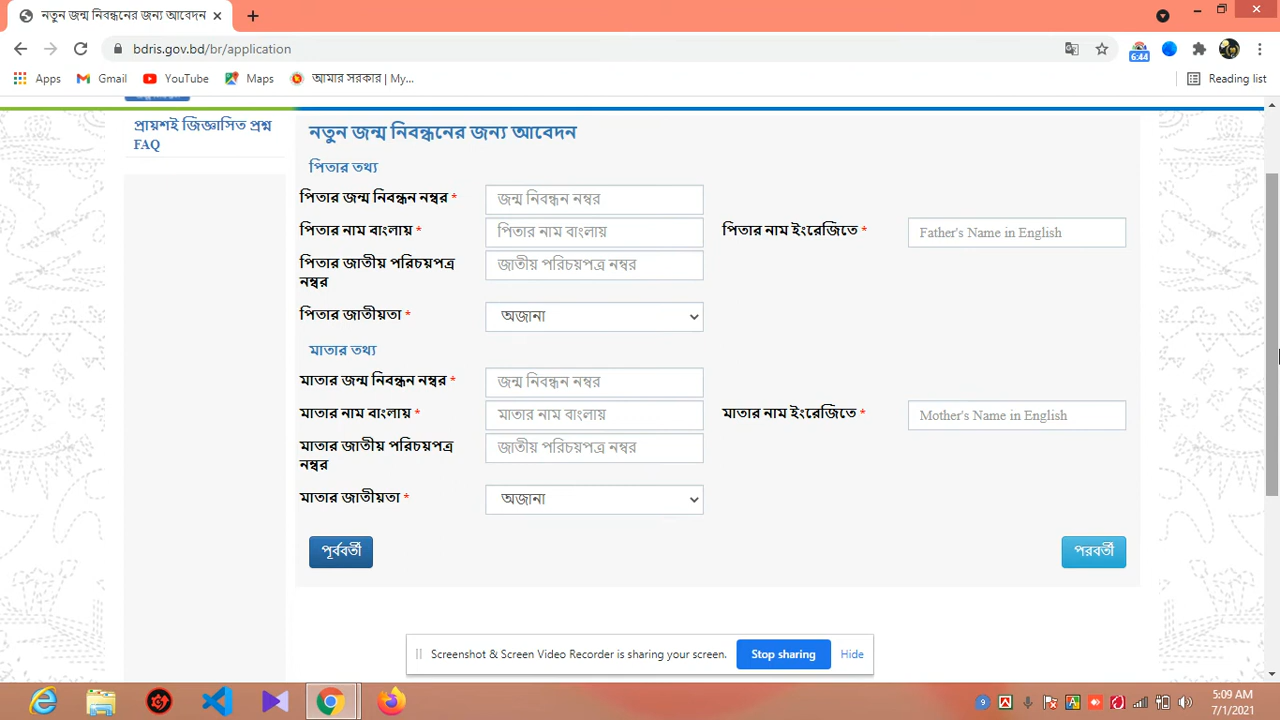 নতুন জন্ম নিবন্ধনের জন্য আবেদন
bdris.gov.bd/br/application
6:44
Apps Gmail YouTube Maps আমার সরকার | My... Reading list
প্রায়শই জিজ্ঞাসিত প্রশ্ন
FAQ
নতুন জন্ম নিবন্ধনের জন্য আবেদন
পিতার তথ্য
পিতার জন্ম নিবন্ধন নম্বর * জন্ম নিবন্ধন নম্বর
পিতার নাম বাংলায় * পিতার নাম বাংলায় পিতার নাম ইংরেজিতে * Father's Name in English
পিতার জাতীয় পরিচয়পত্র জাতীয় পরিচয়পত্র নম্বর
নম্বর
পিতার জাতীয়তা * অজানা
মাতার তথ্য
মাতার জন্ম নিবন্ধন নম্বর * জন্ম নিবন্ধন নম্বর
মাতার নাম বাংলায় * মাতার নাম বাংলায় মাতার নাম ইংরেজিতে * Mother's Name in English
মাতার জাতীয় পরিচয়পত্র জাতীয় পরিচয়পত্র নম্বর
নম্বর
মাতার জাতীয়তা * অজানা
পূর্ববর্তী পরবর্তী
Screenshot & Screen Video Recorder is sharing your screen. Stop sharing Hide
5:09 AM
7/1/2021